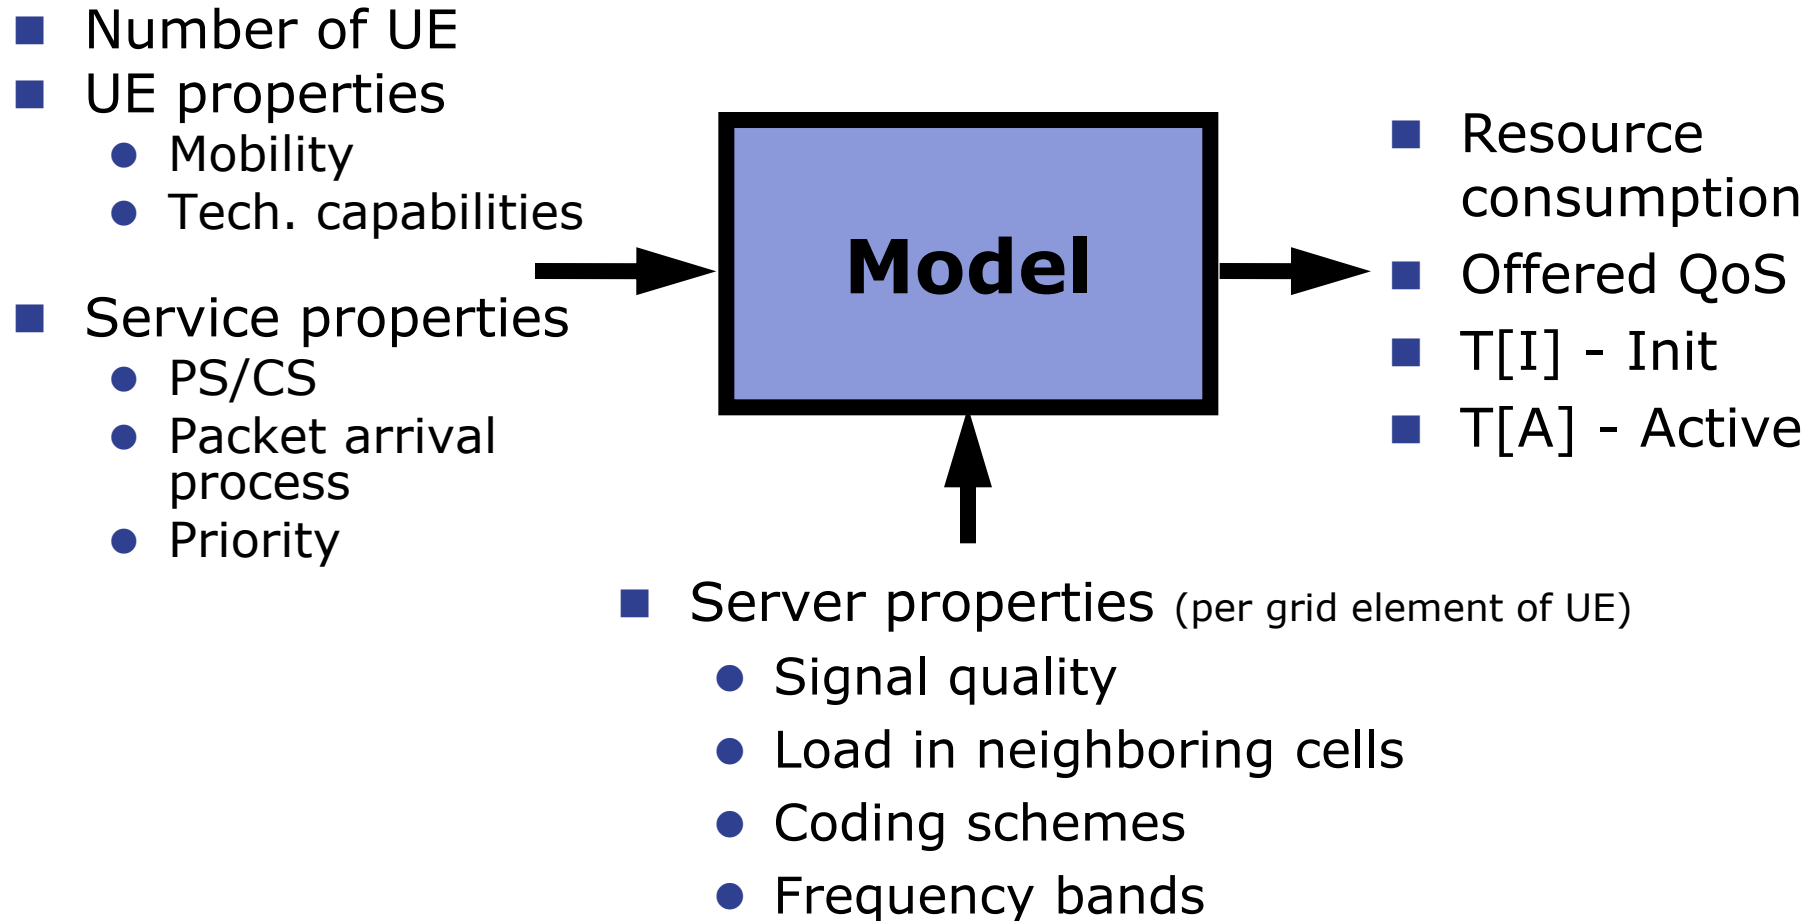 Number of UE
UE properties
Mobility
Tech. capabilities
Service properties
PS/CS
Packet arrival
process
Priority
Model
Resource
consumption
Offered QoS
T[I] - Init
T[A] - Active
Server properties (per grid element of UE)
Signal quality
Load in neighboring cells
Coding schemes
Frequency bands